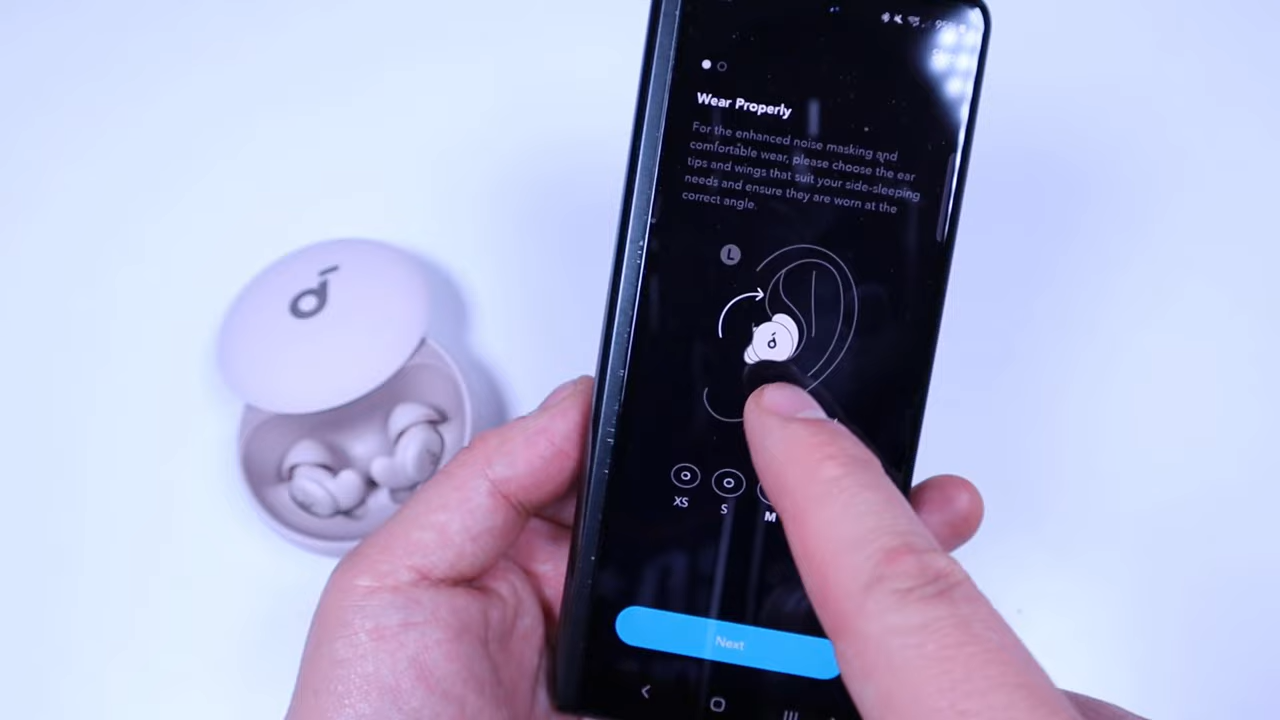 Wear Properly
For the enhanced noise masking and
comfortable wear, please choose the ear
tips and wings that suit your side-sleeping
needs and ensure they are worn at the
correct angle.
L
XS
S
M
Next